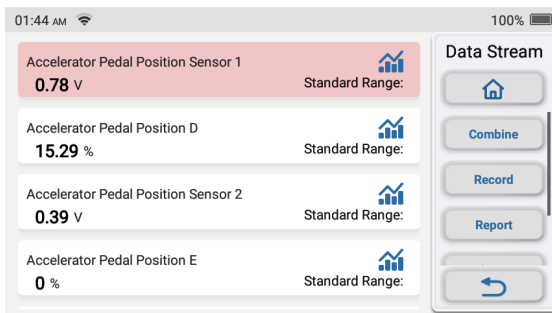 01:44 AM
100%
Data Stream
Accelerator Pedal Position Sensor 1
0.78 V
Standard Range:
Accelerator Pedal Position D
15.29 %
Standard Range:
Accelerator Pedal Position Sensor 2
0.39 V
Standard Range:
Accelerator Pedal Position E
0 %
Standard Range:
Combine
Record
Report